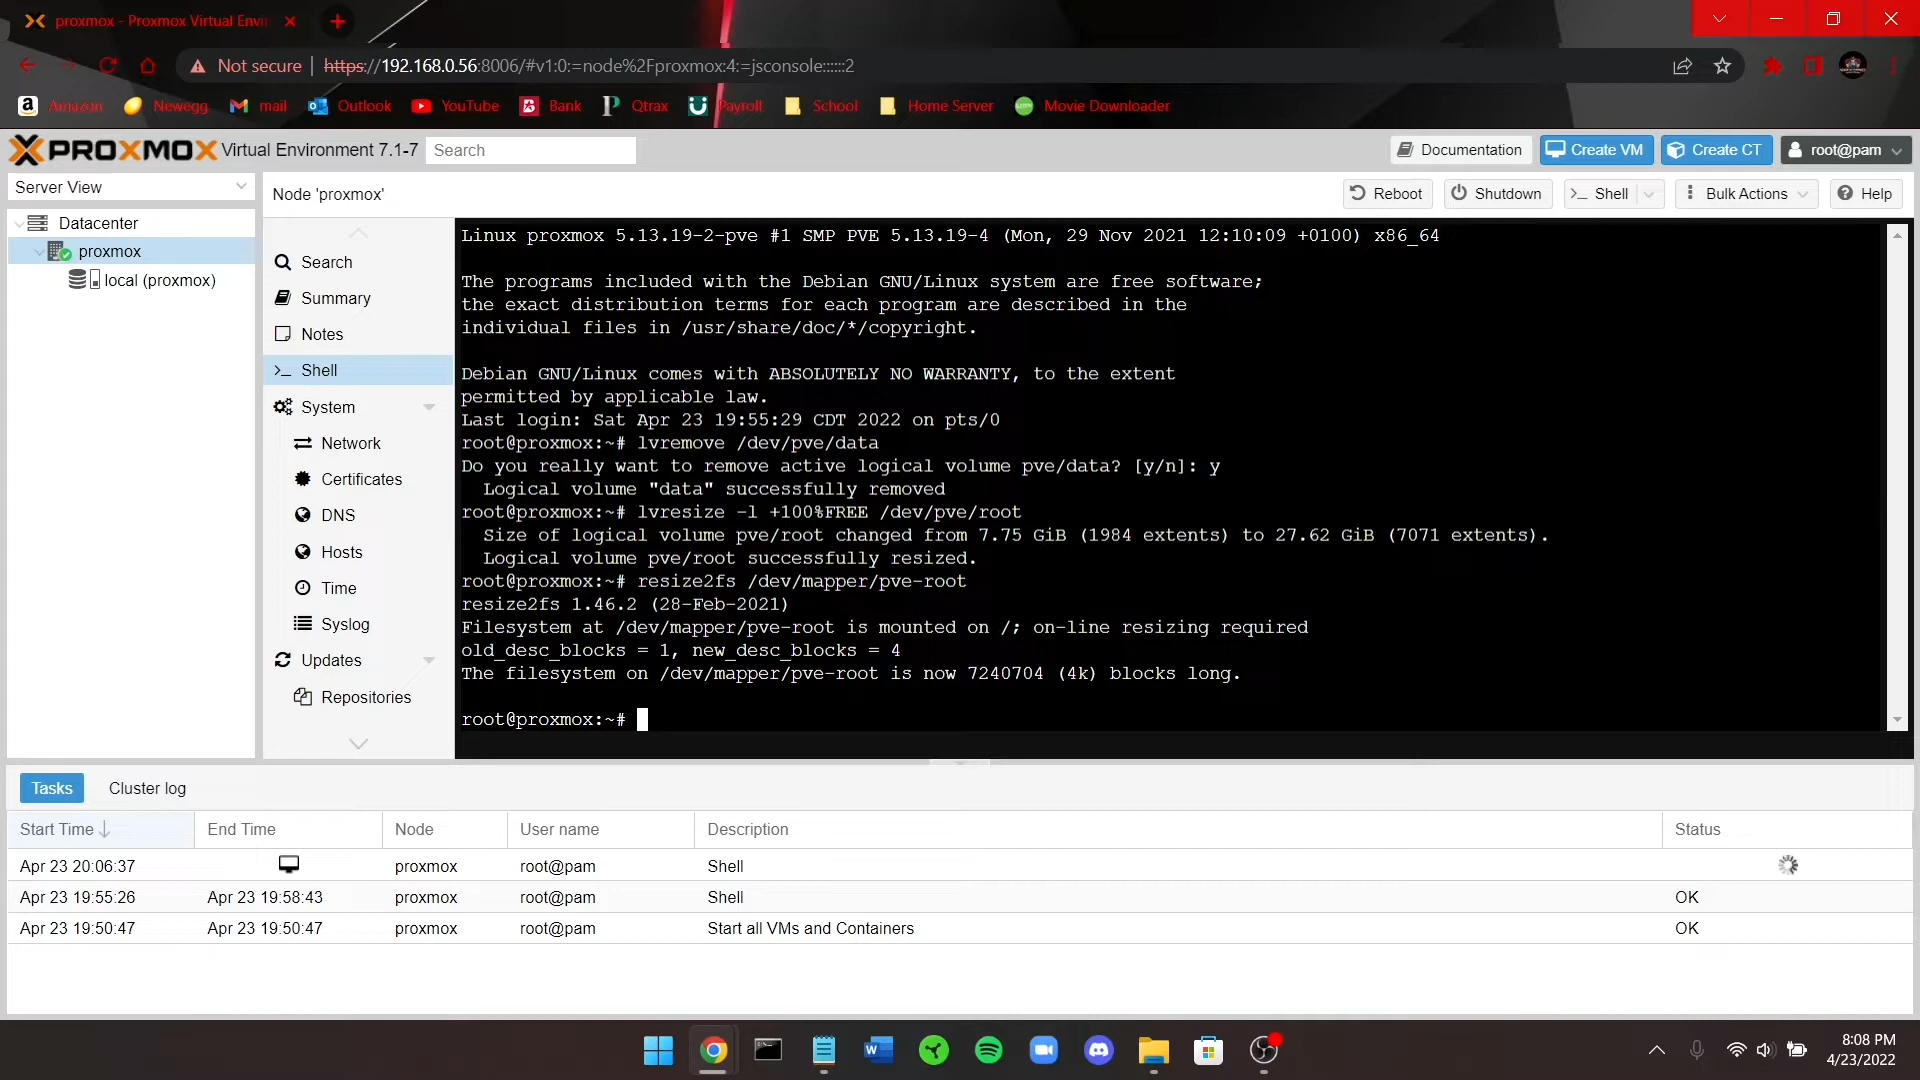 proxmox - Proxmox Virtual Envir
Not secure | https://192.168.0.56:8006/#v1:0:=node%2Fproxmox:4:=jsconsole::::::2
Amazon Newegg mail Outlook YouTube Bank Qtrax Payroll School Home Server Movie Downloader
PROXMOX Virtual Environment 7.1-7 Search Documentation Create VM Create CT root@pam
Server View Node 'proxmox' Reboot Shutdown Shell Bulk Actions Help
Datacenter
proxmox
local (proxmox)
Search
Summary
Notes
Shell
System
Network
Certificates
DNS
Hosts
Time
Syslog
Updates
Repositories
Linux proxmox 5.13.19-2-pve #1 SMP PVE 5.13.19-4 (Mon, 29 Nov 2021 12:10:09 +0100) x86_64
The programs included with the Debian GNU/Linux system are free software;
the exact distribution terms for each program are described in the
individual files in /usr/share/doc/*/copyright.
Debian GNU/Linux comes with ABSOLUTELY NO WARRANTY, to the extent
permitted by applicable law.
Last login: Sat Apr 23 19:55:29 CDT 2022 on pts/0
root@proxmox:~# lvremove /dev/pve/data
Do you really want to remove active logical volume pve/data? [y/n]: y
Logical volume "data" successfully removed
root@proxmox:~# lvresize -l +100%FREE /dev/pve/root
Size of logical volume pve/root changed from 7.75 GiB (1984 extents) to 27.62 GiB (7071 extents).
Logical volume pve/root successfully resized.
root@proxmox:~# resize2fs /dev/mapper/pve-root
resize2fs 1.46.2 (28-Feb-2021)
Filesystem at /dev/mapper/pve-root is mounted on /; on-line resizing required
old_desc_blocks = 1, new_desc_blocks = 4
The filesystem on /dev/mapper/pve-root is now 7240704 (4k) blocks long.
root@proxmox:~#
Tasks Cluster log
Start Time End Time Node User name Description Status
Apr 23 20:06:37 proxmox root@pam Shell
Apr 23 19:55:26 Apr 23 19:58:43 proxmox root@pam Shell OK
Apr 23 19:50:47 Apr 23 19:50:47 proxmox root@pam Start all VMs and Containers OK
8:08 PM
4/23/2022